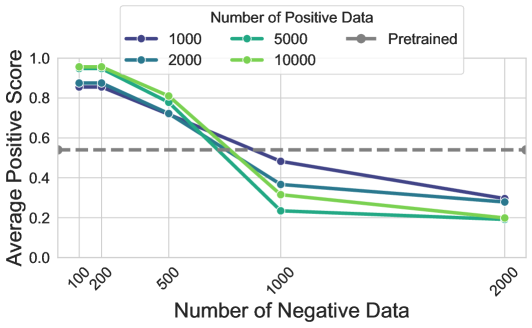 Number of Positive Data
1000 5000 Pretrained
2000 10000
Average Positive Score
1.0
0.8
0.6
0.4
0.2
0.0
100 200 500 1000 2000
Number of Negative Data